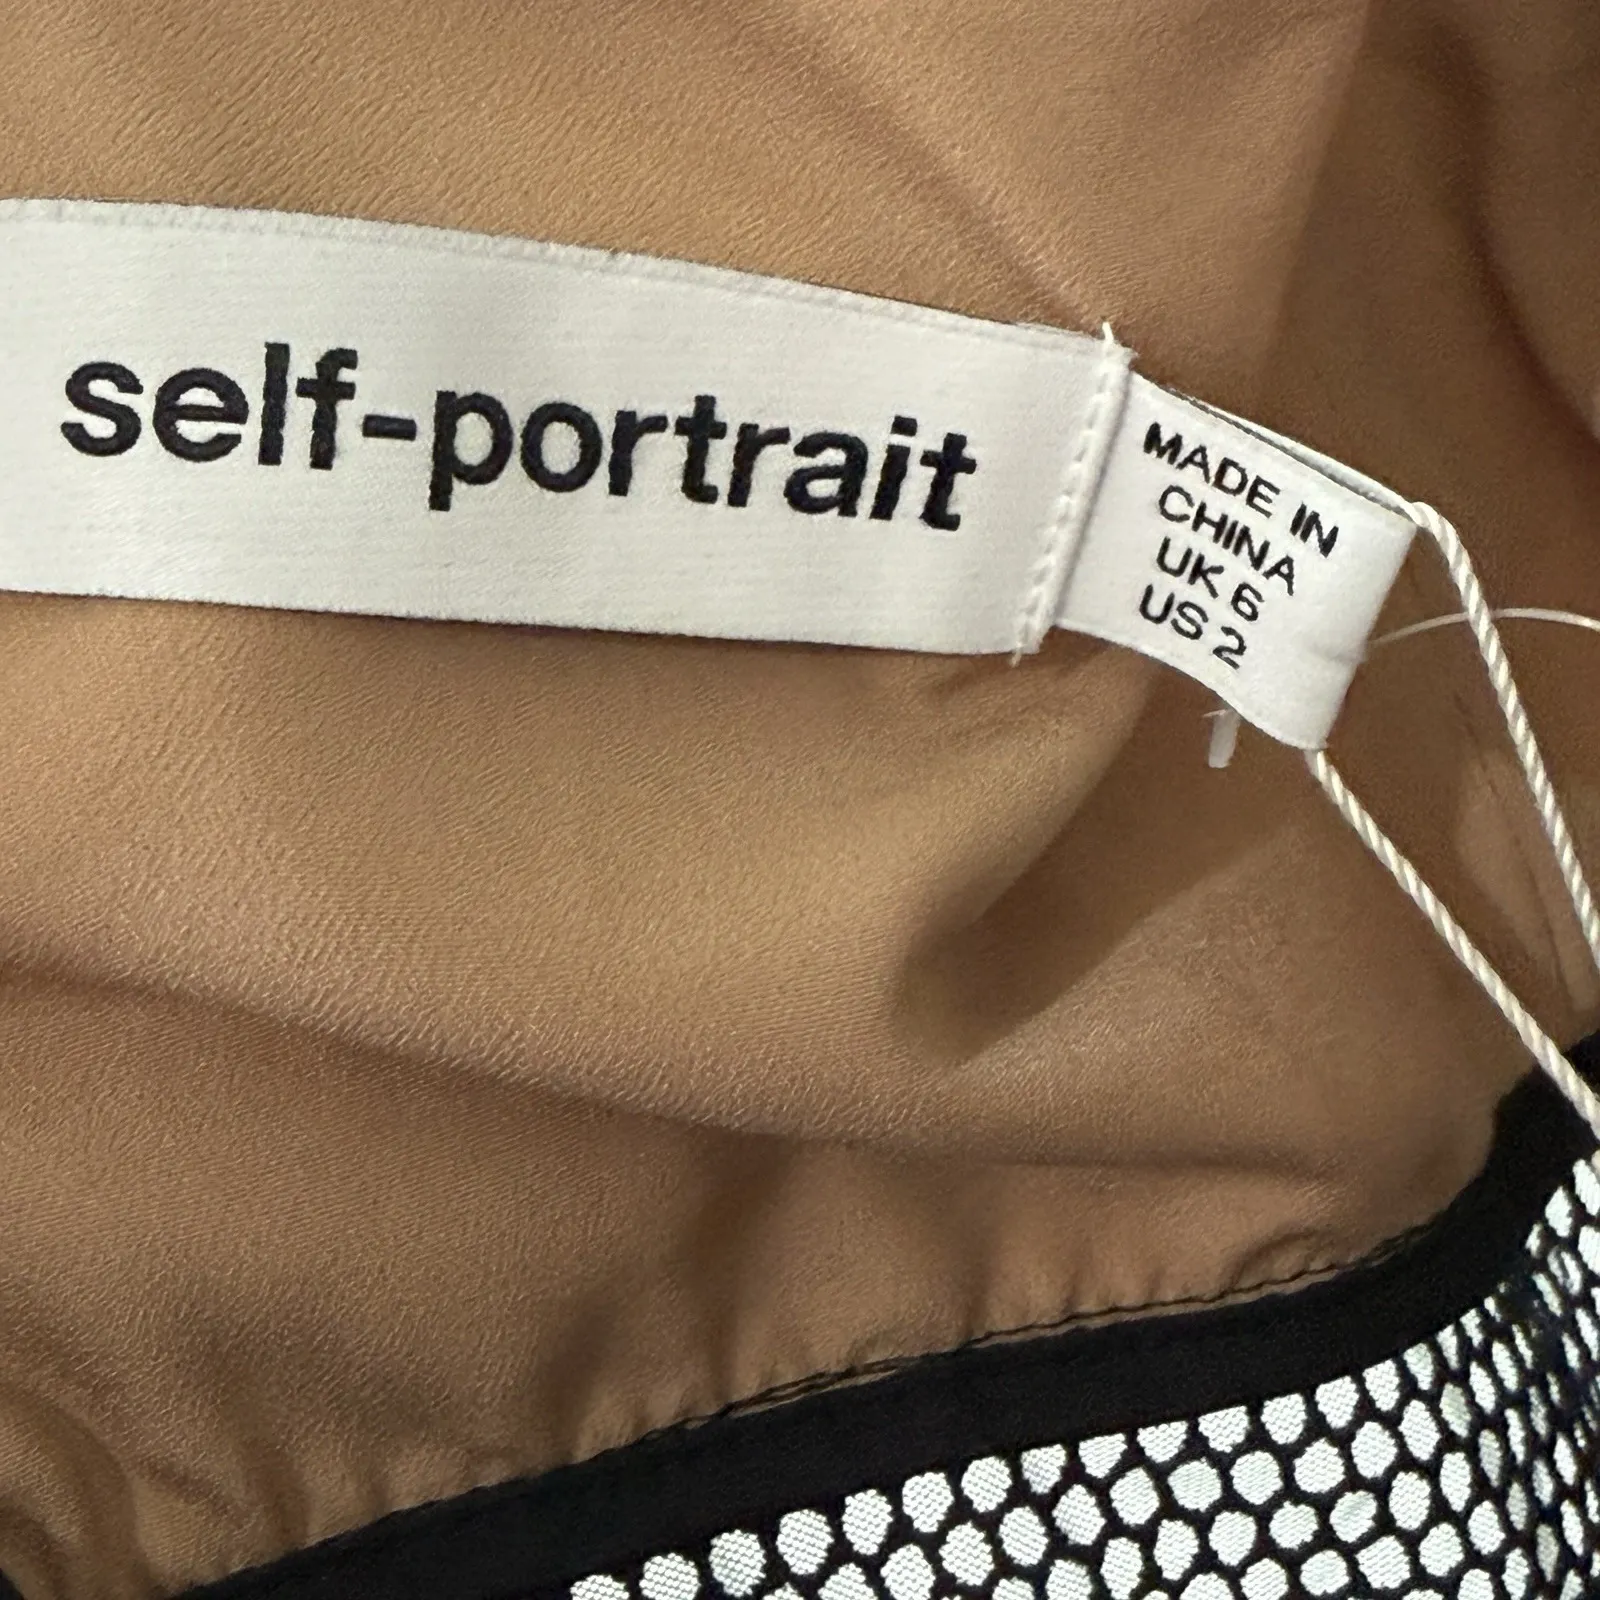 self-portrait
MADE IN
CHINA
UK 6
US 2